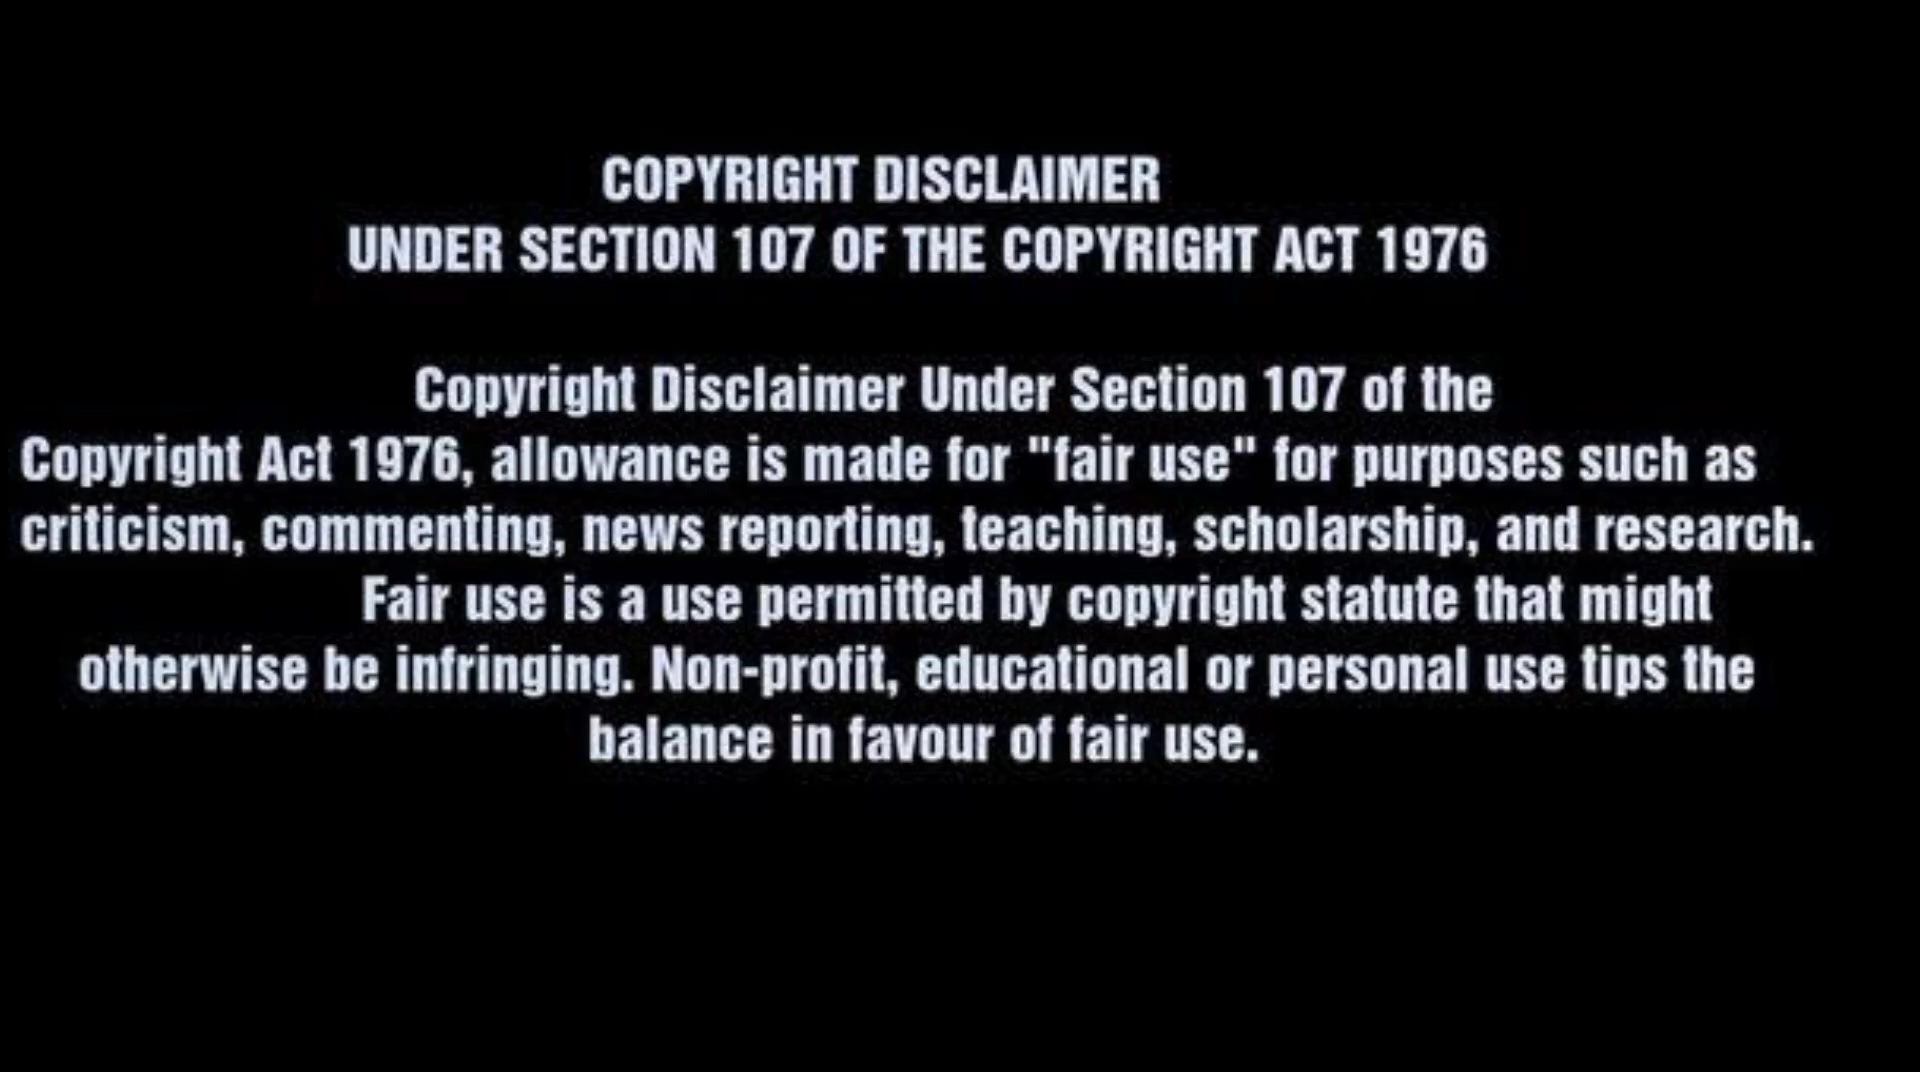 COPYRIGHT DISCLAIMER
UNDER SECTION 107 OF THE COPYRIGHT ACT 1976
Copyright Disclaimer Under Section 107 of the
Copyright Act 1976, allowance is made for "fair use" for purposes such as
criticism, commenting, news reporting, teaching, scholarship, and research.
Fair use is a use permitted by copyright statute that might
otherwise be infringing. Non-profit, educational or personal use tips the
balance in favour of fair use.